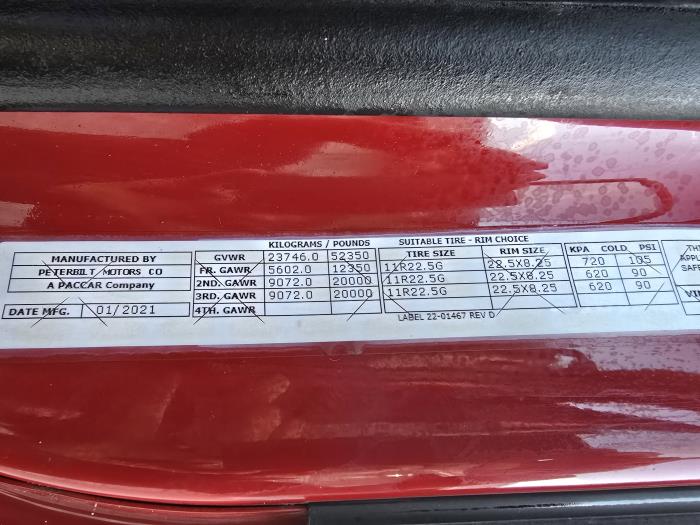 KILOGRAMS / POUNDS SUITABLE TIRE - RIM CHOICE
MANUFACTURED BY GVWR 23746.0 52350 TIRE SIZE RIM SIZE KPA COLD PSI
PETERBILT MOTORS CO FR. GAWR 5602.0 12350 11R22.5G 22.5X8.25 720 105
A PACCAR Company 2ND. GAWR 9072.0 20000 11R22.5G 22.5X8.25 620 90
3RD. GAWR 9072.0 20000 11R22.5G 22.5X8.25 620 90
DATE MFG. 01/2021 4TH. GAWR
LABEL 22-01467 REV D
VIN